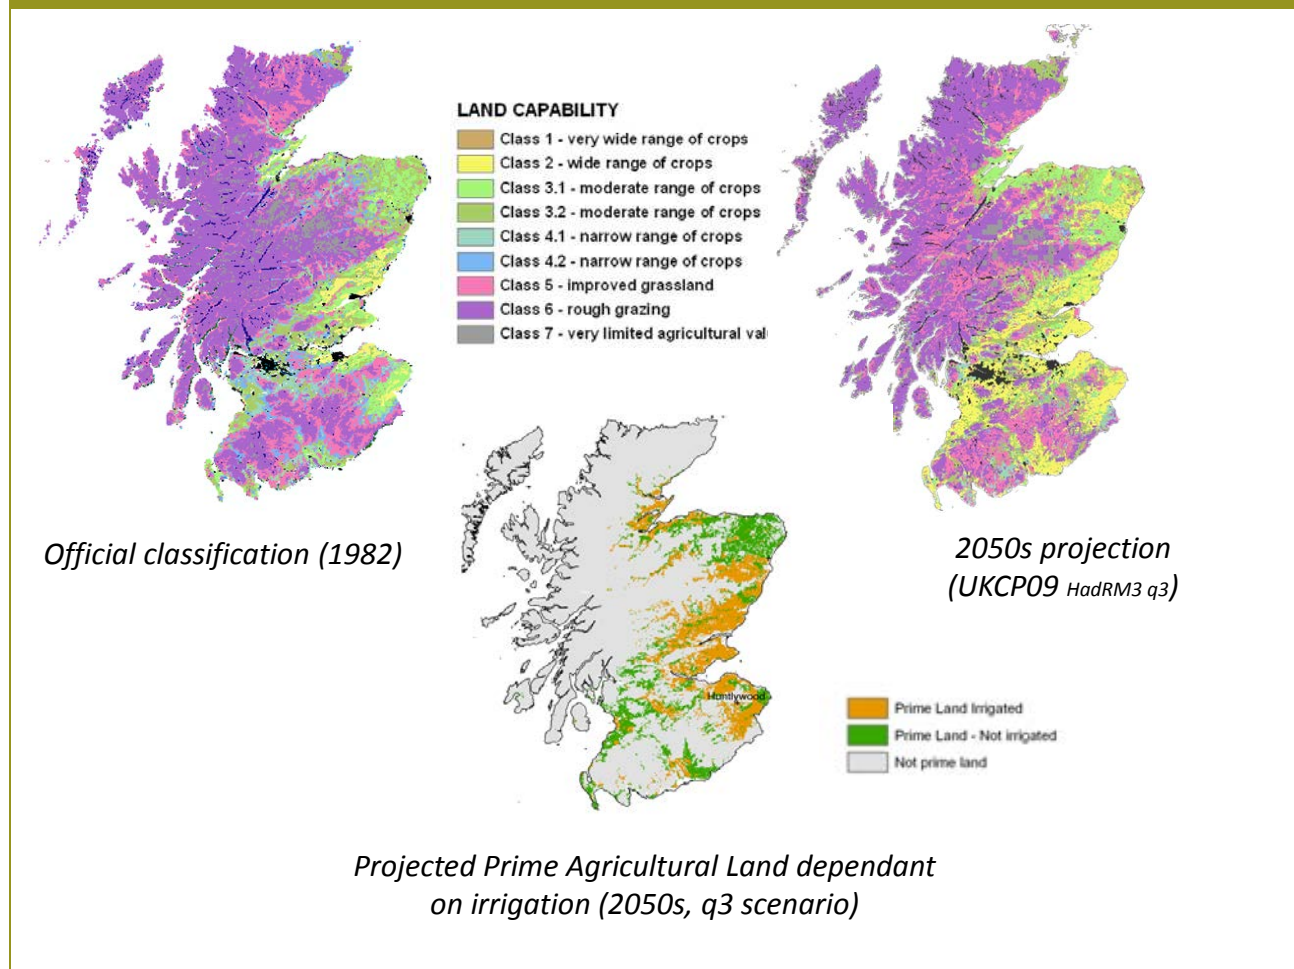 LAND CAPABILITY
Class 1 - very wide range of crops
Class 2 - wide range of crops
Class 3.1 - moderate range of crops
Class 3.2 - moderate range of crops
Class 4.1 - narrow range of crops
Class 4.2 - narrow range of crops
Class 5 - improved grassland
Class 6 - rough grazing
Class 7 - very limited agricultural val
Official classification (1982)
2050s projection
(UKCP09 HadRM3 q3)
Huntlywood
Prime Land Irrigated
Prime Land - Not irrigated
Not prime land
Projected Prime Agricultural Land dependant
on irrigation (2050s, q3 scenario)